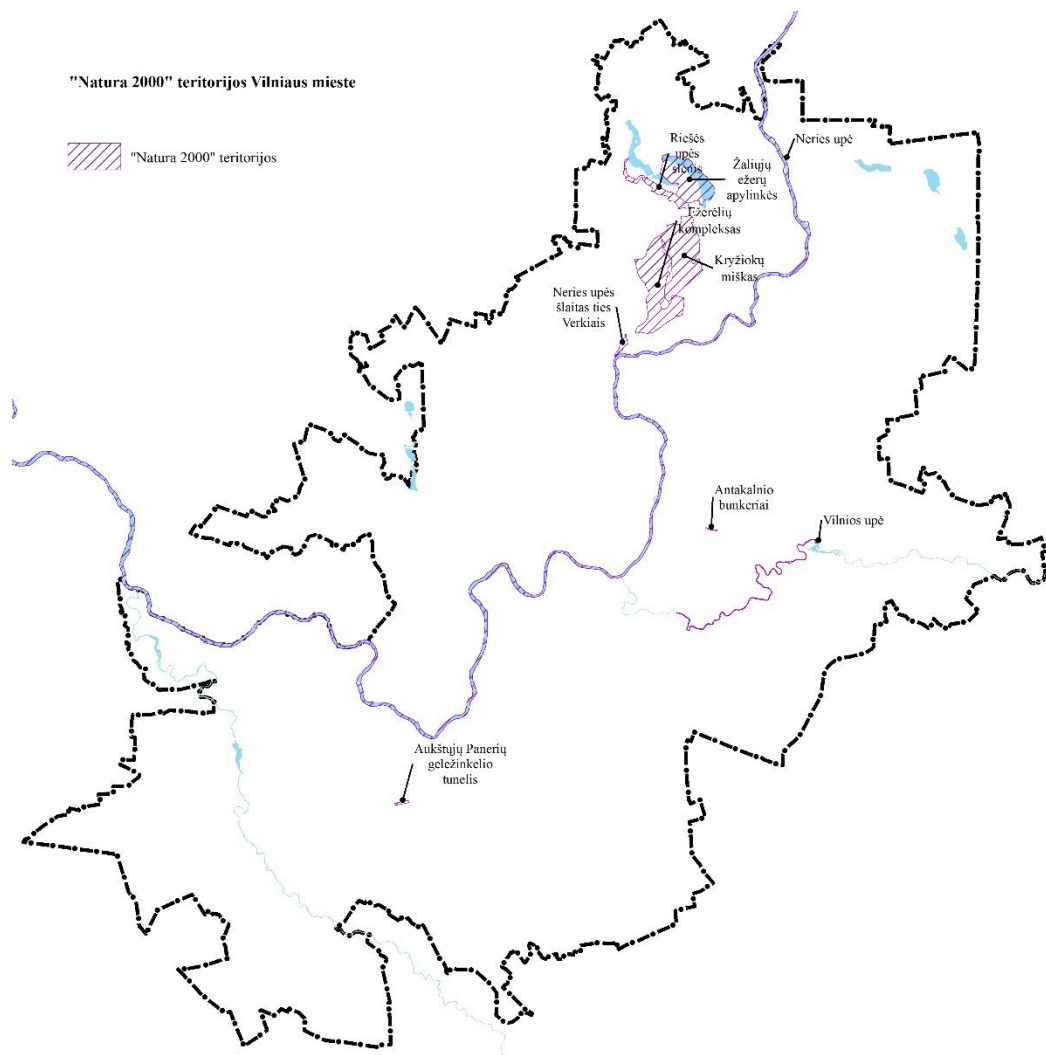 "Natura 2000" teritorijos Vilniaus mieste
"Natura 2000" teritorijos
Riešės
upės
slėnis
Neries upė
Žaliųjų
ežerų
apylinkės
Ežerėlių
kompleksas
Kryžiokų
miškas
Neries upės
šlaitas ties
Verkiais
Antakalnio
bunkeriai
Vilnios upė
Aukštųjų Panerių
geležinkelio
tunelis